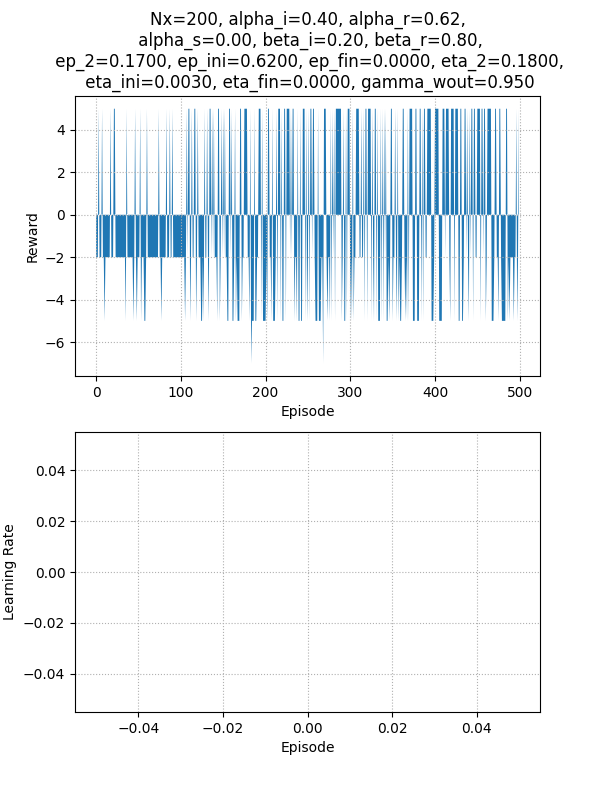 Nx=200, alpha_i=0.40, alpha_r=0.62,
alpha_s=0.00, beta_i=0.20, beta_r=0.80,
ep_2=0.1700, ep_ini=0.6200, ep_fin=0.0000, eta_2=0.1800,
eta_ini=0.0030, eta_fin=0.0000, gamma_wout=0.950
4
2
0
−2
−4
−6
Reward
0 100 200 300 400 500
Episode
0.04
0.02
0.00
−0.02
−0.04
Learning Rate
−0.04 −0.02 0.00 0.02 0.04
Episode